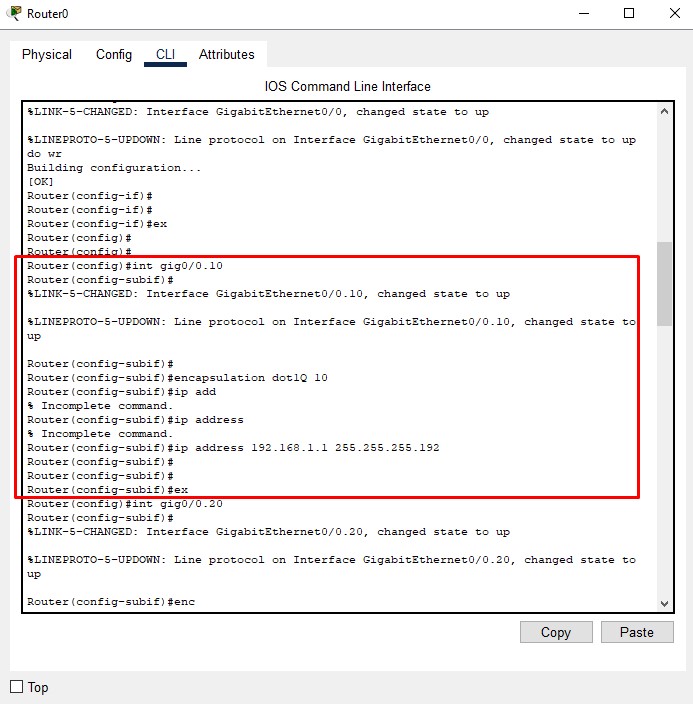 Router0
Physical Config CLI Attributes
IOS Command Line Interface
%LINK-5-CHANGED: Interface GigabitEthernet0/0, changed state to up
%LINEPROTO-5-UPDOWN: Line protocol on Interface GigabitEthernet0/0, changed state to up
do wr
Building configuration...
[OK]
Router(config-if)#
Router(config-if)#
Router(config-if)#ex
Router(config)#
Router(config)#
Router(config)#int gig0/0.10
Router(config-subif)#
%LINK-5-CHANGED: Interface GigabitEthernet0/0.10, changed state to up
%LINEPROTO-5-UPDOWN: Line protocol on Interface GigabitEthernet0/0.10, changed state to
up
Router(config-subif)#
Router(config-subif)#encapsulation dot1Q 10
Router(config-subif)#ip add
% Incomplete command.
Router(config-subif)#ip address
% Incomplete command.
Router(config-subif)#ip address 192.168.1.1 255.255.255.192
Router(config-subif)#
Router(config-subif)#
Router(config-subif)#ex
Router(config)#int gig0/0.20
Router(config-subif)#
%LINK-5-CHANGED: Interface GigabitEthernet0/0.20, changed state to up
%LINEPROTO-5-UPDOWN: Line protocol on Interface GigabitEthernet0/0.20, changed state to
up
Router(config-subif)#enc
Copy Paste
Top